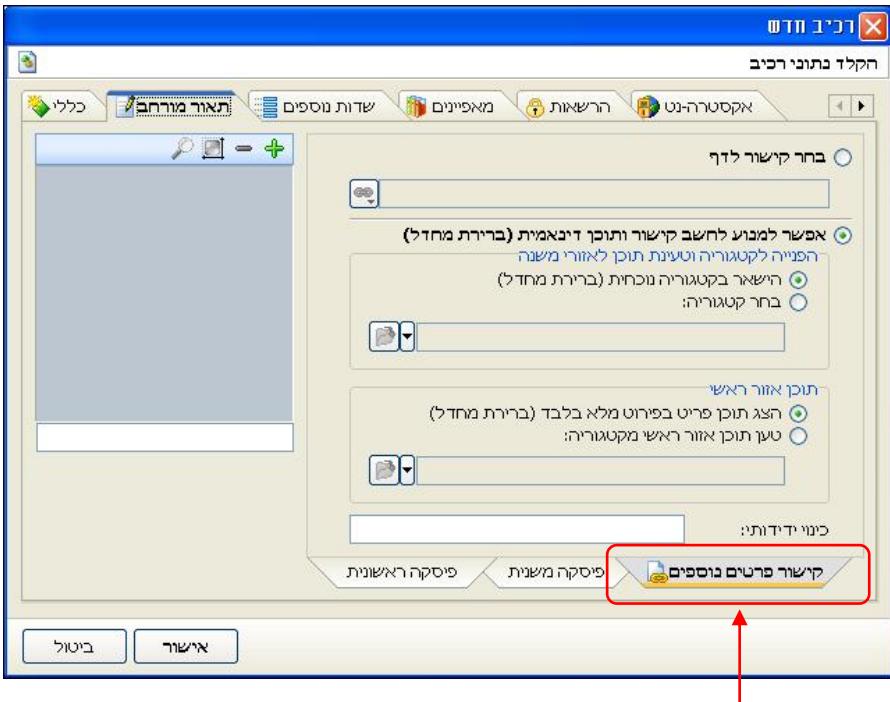 רכיב חדש
הקלד נתוני רכיב
כללי
תאור מורחב
שדות נוספים
מאפיינים
הרשאות
אקסטרה-נט
בחר קישור לדף
אפשר למנוע לחשב קישור ותוכן דינאמית (ברירת מחדל)
הפנייה לקטגוריה וטעינת תוכן לאזורי משנה
הישאר בקטגוריה נוכחית (ברירת מחדל)
בחר קטגוריה:
תוכן אזור ראשי
הצג תוכן פריט בפירוט מלא בלבד (ברירת מחדל)
טען תוכן אזור ראשי מקטגוריה:
כינוי ידידותי:
קישור פרטים נוספים
פיסקה משנית
פיסקה ראשונית
אישור
ביטול